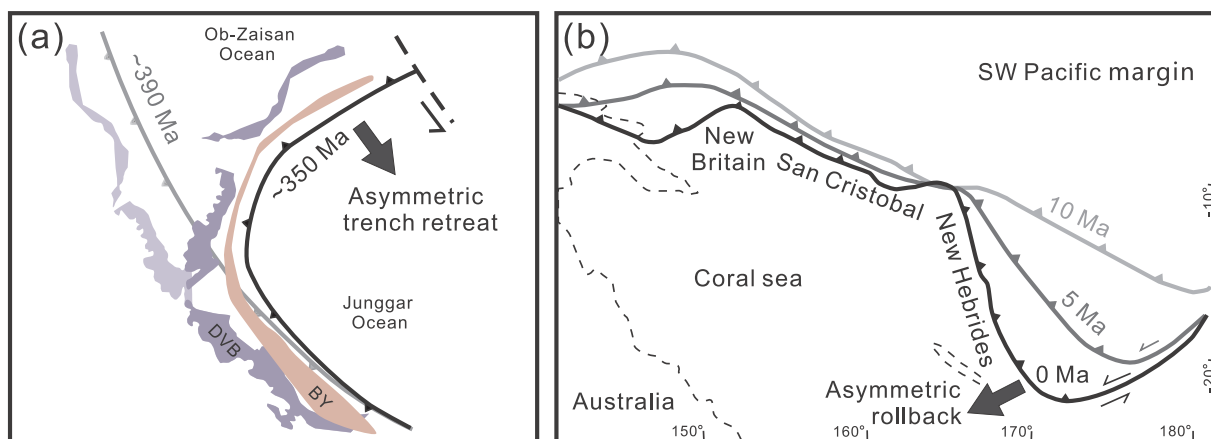 (a)
Ob-Zaisan
Ocean
~390 Ma
~350 Ma
Asymmetric
trench retreat
Junggar
Ocean
DVB
BY
(b)
SW Pacific margin
New
Britain
San Cristobal
New Hebrides
10 Ma
5 Ma
0 Ma
Coral sea
Asymmetric
rollback
Australia
-10°
-20°
150°
160°
170°
180°